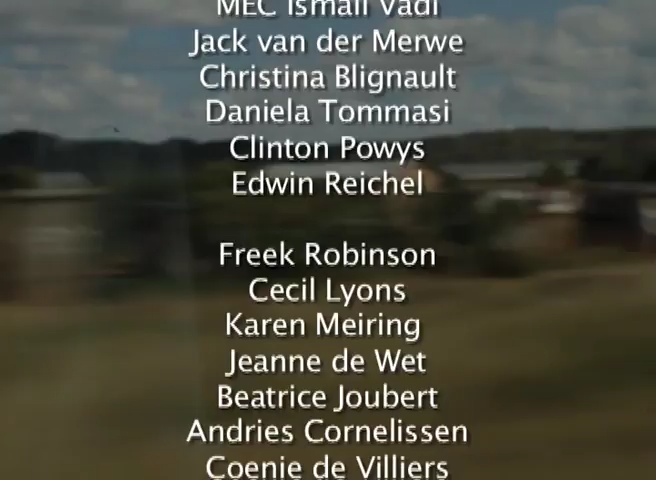 MEC Ismail Vadi
Jack van der Merwe
Christina Blignault
Daniela Tommasi
Clinton Powys
Edwin Reichel
Freek Robinson
Cecil Lyons
Karen Meiring
Jeanne de Wet
Beatrice Joubert
Andries Cornelissen
Coenie de Villiers